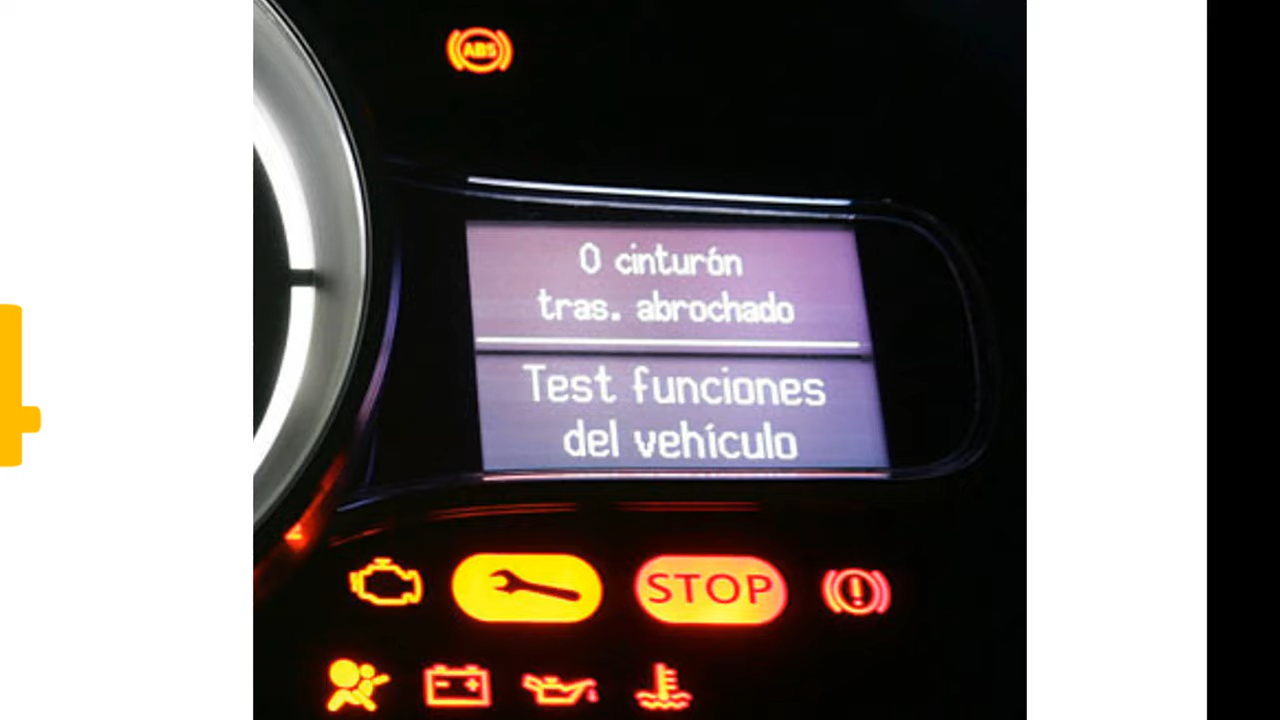 ABS
0 cinturón
tras. abrochado
Test funciones
del vehículo
STOP